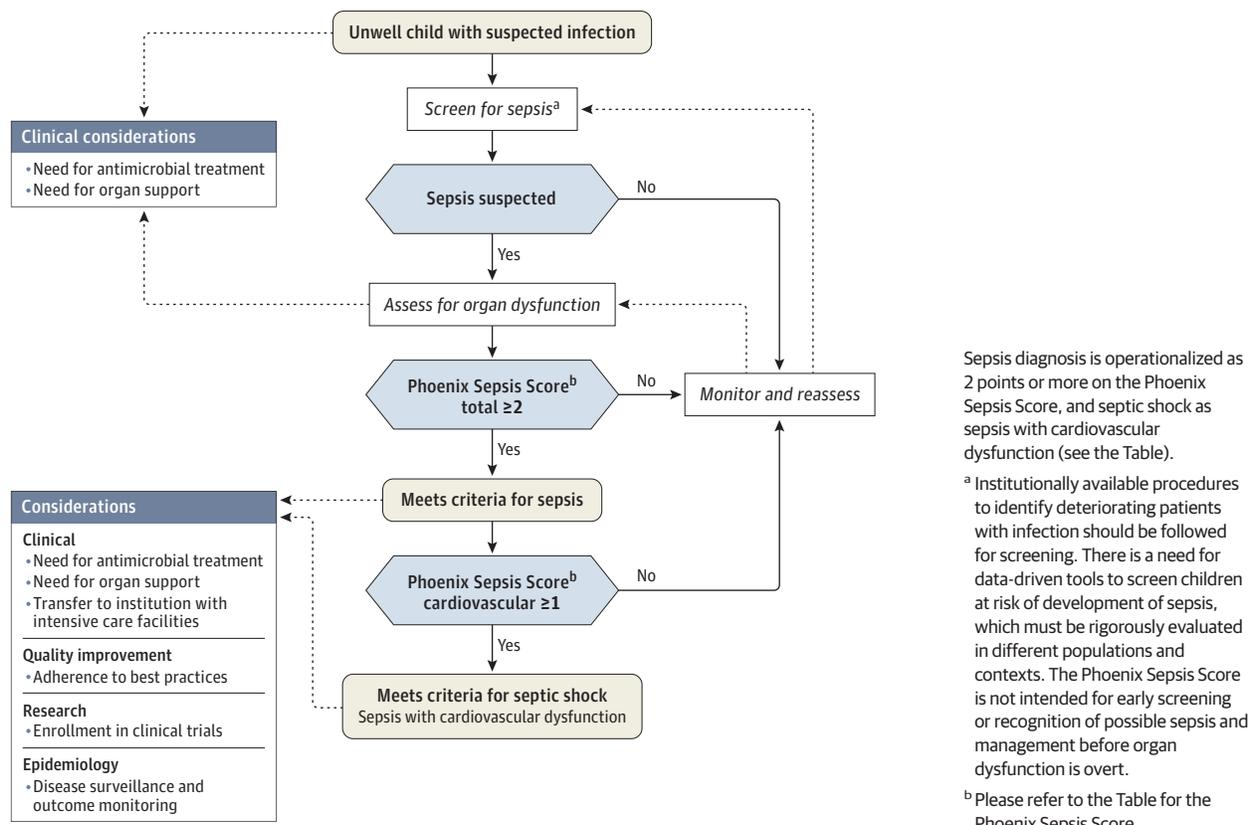 Unwell child with suspected infection
Screen for sepsisᵃ
Clinical considerations
•Need for antimicrobial treatment
•Need for organ support
Sepsis suspected
No
Yes
Assess for organ dysfunction
Phoenix Sepsis Scoreᵇ
total ≥2
No
Monitor and reassess
Yes
Meets criteria for sepsis
Phoenix Sepsis Scoreᵇ
cardiovascular ≥1
No
Yes
Meets criteria for septic shock
Sepsis with cardiovascular dysfunction
Considerations
Clinical
•Need for antimicrobial treatment
•Need for organ support
•Transfer to institution with
intensive care facilities
Quality improvement
•Adherence to best practices
Research
•Enrollment in clinical trials
Epidemiology
•Disease surveillance and
outcome monitoring
Sepsis diagnosis is operationalized as
2 points or more on the Phoenix
Sepsis Score, and septic shock as
sepsis with cardiovascular
dysfunction (see the Table).
ᵃ Institutionally available procedures
to identify deteriorating patients
with infection should be followed
for screening. There is a need for
data-driven tools to screen children
at risk of development of sepsis,
which must be rigorously evaluated
in different populations and
contexts. The Phoenix Sepsis Score
is not intended for early screening
or recognition of possible sepsis and
management before organ
dysfunction is overt.
ᵇ Please refer to the Table for the
Phoenix Sepsis Score.